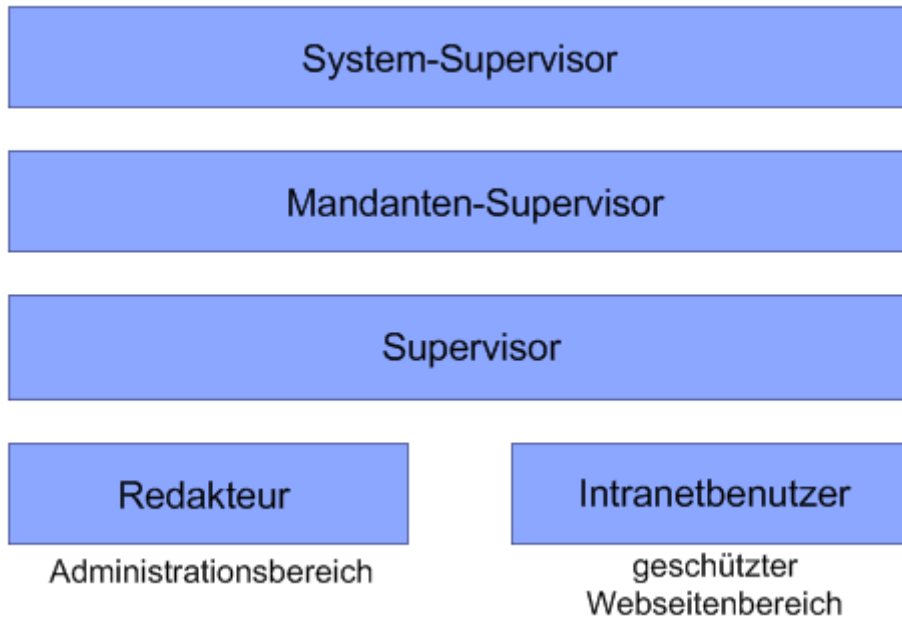 System-Supervisor
Mandanten-Supervisor
Supervisor
Redakteur
Administrationsbereich
Intranetbenutzer
geschützter
Webseitenbereich